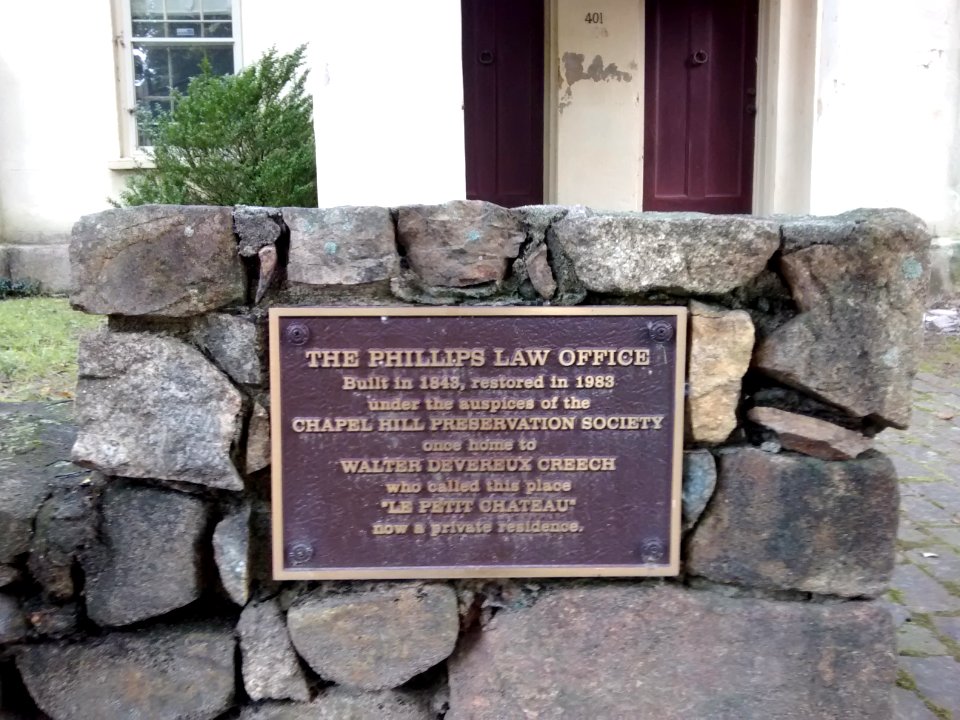 401
THE PHILLIPS LAW OFFICE
Built in 1843, restored in 1983
under the auspices of the
CHAPEL HILL PRESERVATION SOCIETY
once home to
WALTER DEVEREUX CREECH
who called this place
"LE PETIT CHATEAU"
now a private residence.